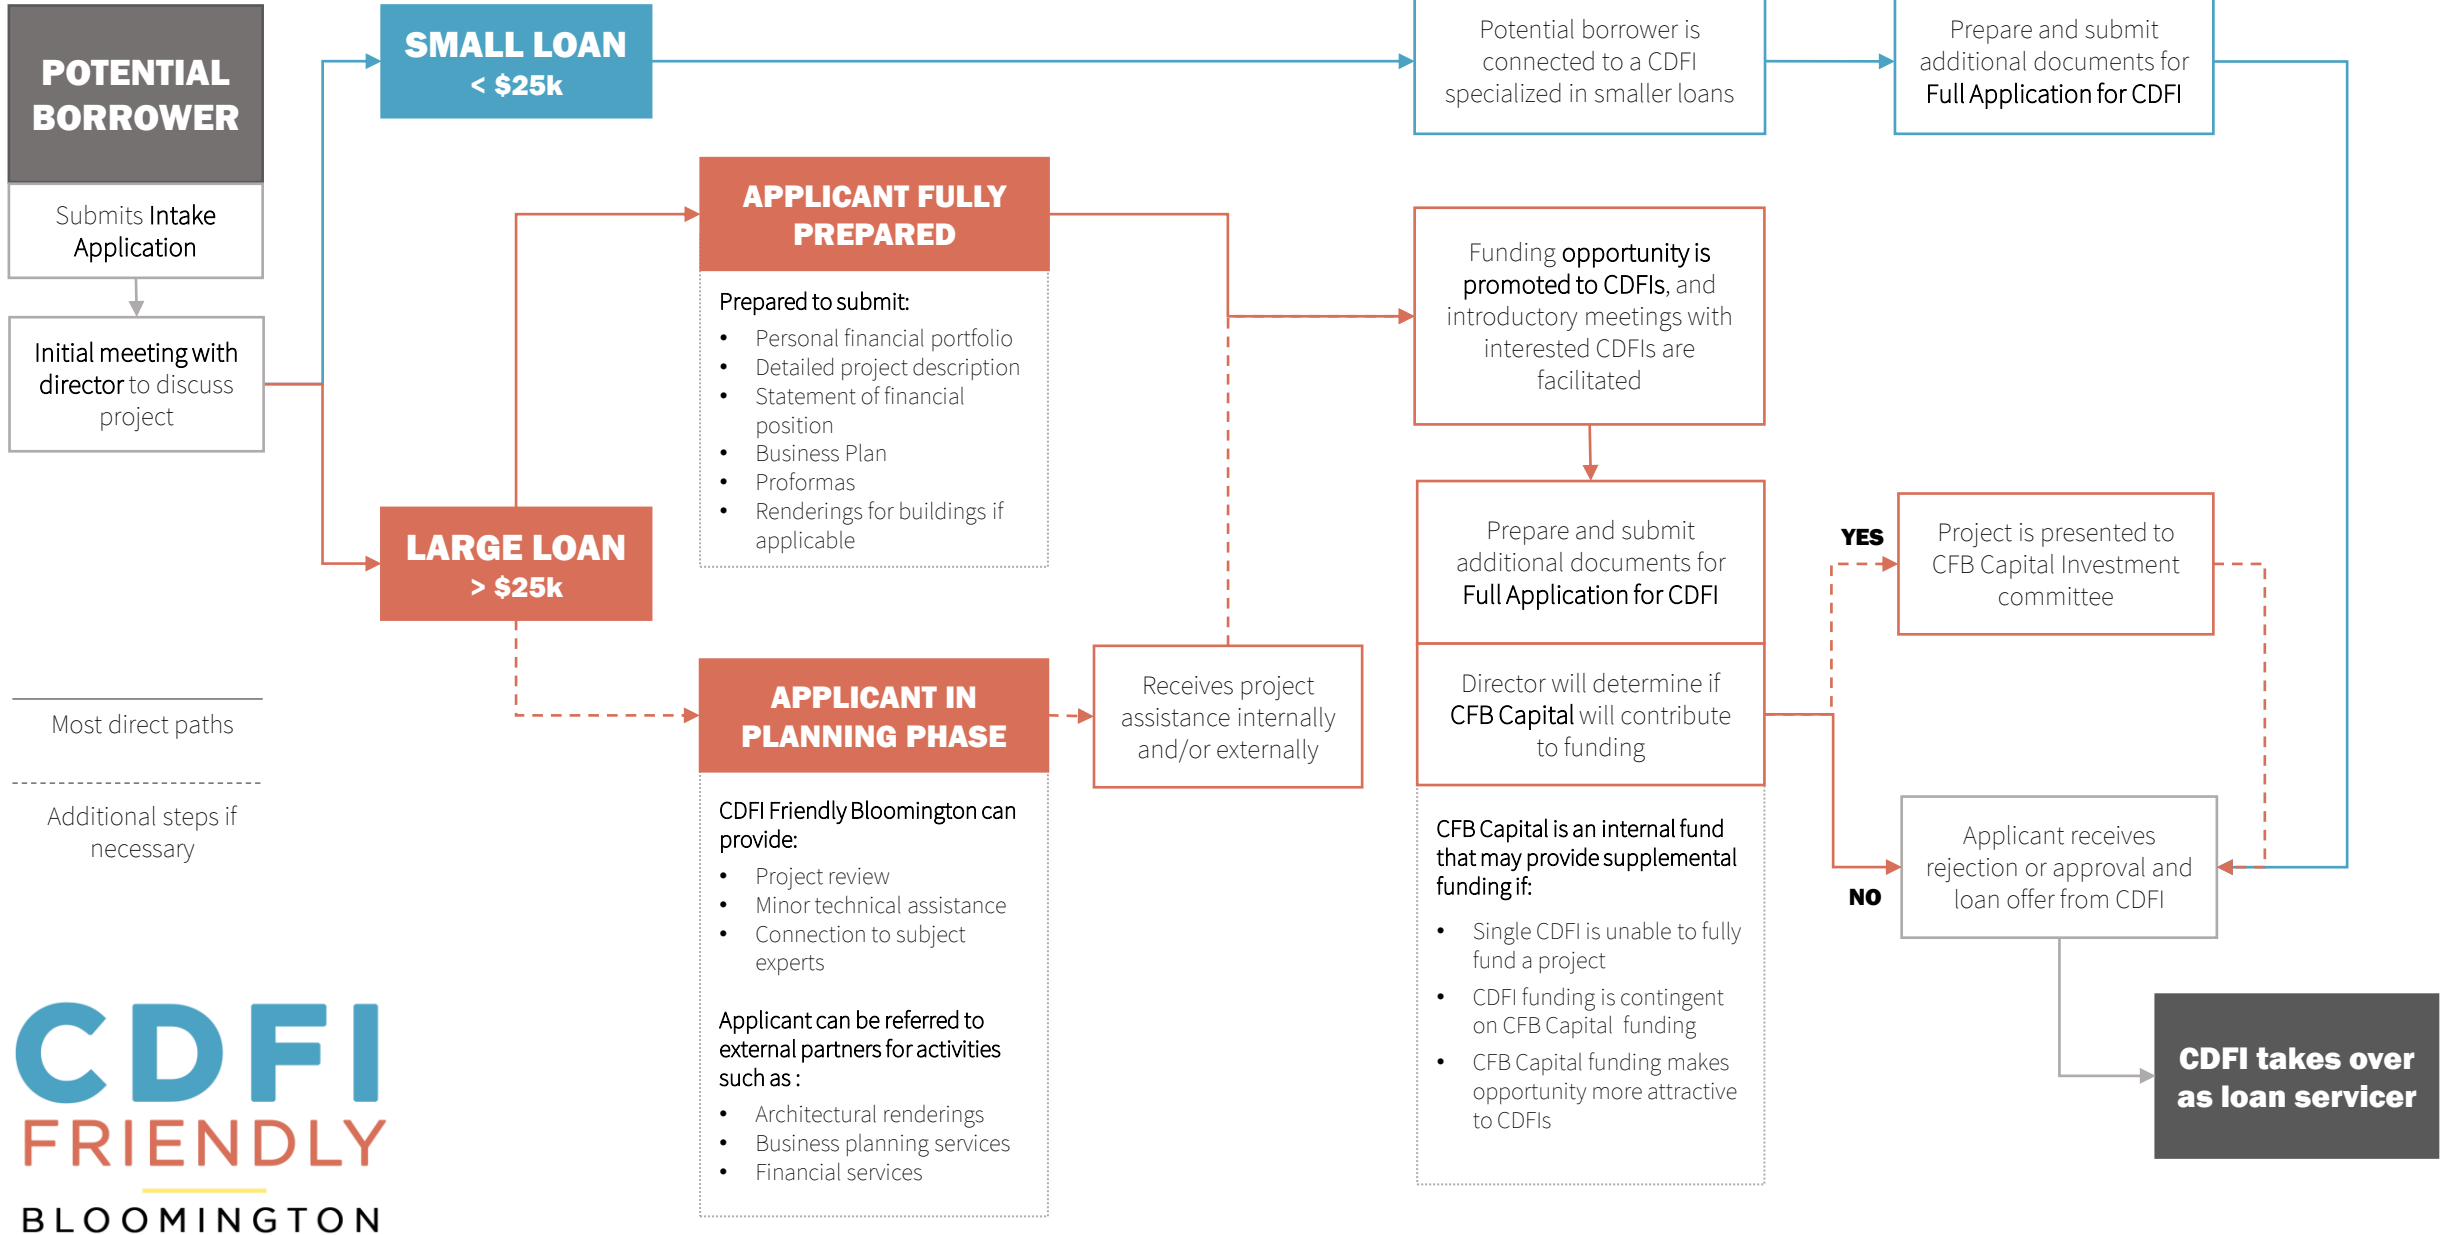 POTENTIAL
BORROWER
Submits Intake
Application
Initial meeting with
director to discuss
project
SMALL LOAN
< $25k
Potential borrower is
connected to a CDFI
specialized in smaller loans
Prepare and submit
additional documents for
Full Application for CDFI
LARGE LOAN
> $25k
APPLICANT FULLY
PREPARED
Prepared to submit:
• Personal financial portfolio
• Detailed project description
• Statement of financial
position
• Business Plan
• Proformas
• Renderings for buildings if
applicable
APPLICANT IN
PLANNING PHASE
CDFI Friendly Bloomington can
provide:
• Project review
• Minor technical assistance
• Connection to subject
experts
Applicant can be referred to
external partners for activities
such as :
• Architectural renderings
• Business planning services
• Financial services
Receives project
assistance internally
and/or externally
Funding opportunity is
promoted to CDFIs, and
introductory meetings with
interested CDFIs are
facilitated
Prepare and submit
additional documents for
Full Application for CDFI
Director will determine if
CFB Capital will contribute
to funding
CFB Capital is an internal fund
that may provide supplemental
funding if:
• Single CDFI is unable to fully
fund a project
• CDFI funding is contingent
on CFB Capital funding
• CFB Capital funding makes
opportunity more attractive
to CDFIs
YES
Project is presented to
CFB Capital Investment
committee
NO
Applicant receives
rejection or approval and
loan offer from CDFI
CDFI takes over
as loan servicer
Most direct paths
Additional steps if
necessary
CDFI
FRIENDLY
BLOOMINGTON